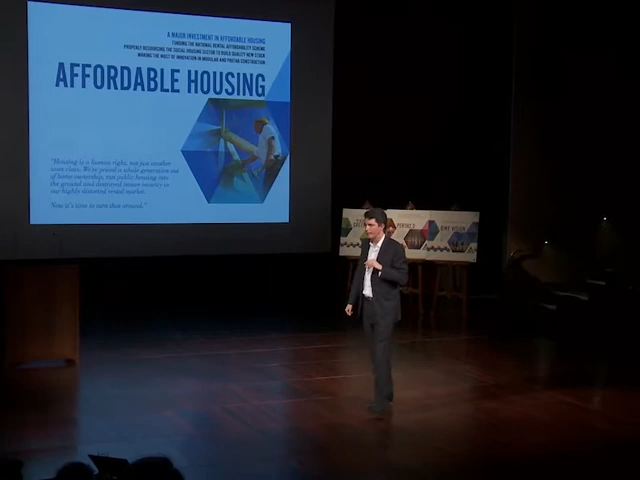 A MAJOR INVESTMENT IN AFFORDABLE HOUSING
FUNDING THE NATIONAL RENTAL AFFORDABILITY SCHEME
PROPERLY RESOURCING THE SOCIAL HOUSING SECTOR TO BUILD QUALITY NEW STOCK
MAKING THE MOST OF INNOVATION IN MODULAR AND PREFAB CONSTRUCTION
AFFORDABLE HOUSING
"Housing is a human right, not just another
asset class. We've priced a whole generation out
of home ownership, run public housing into
the ground and destroyed tenure security in
our highly distorted rental market.
Now it's time to turn that around."